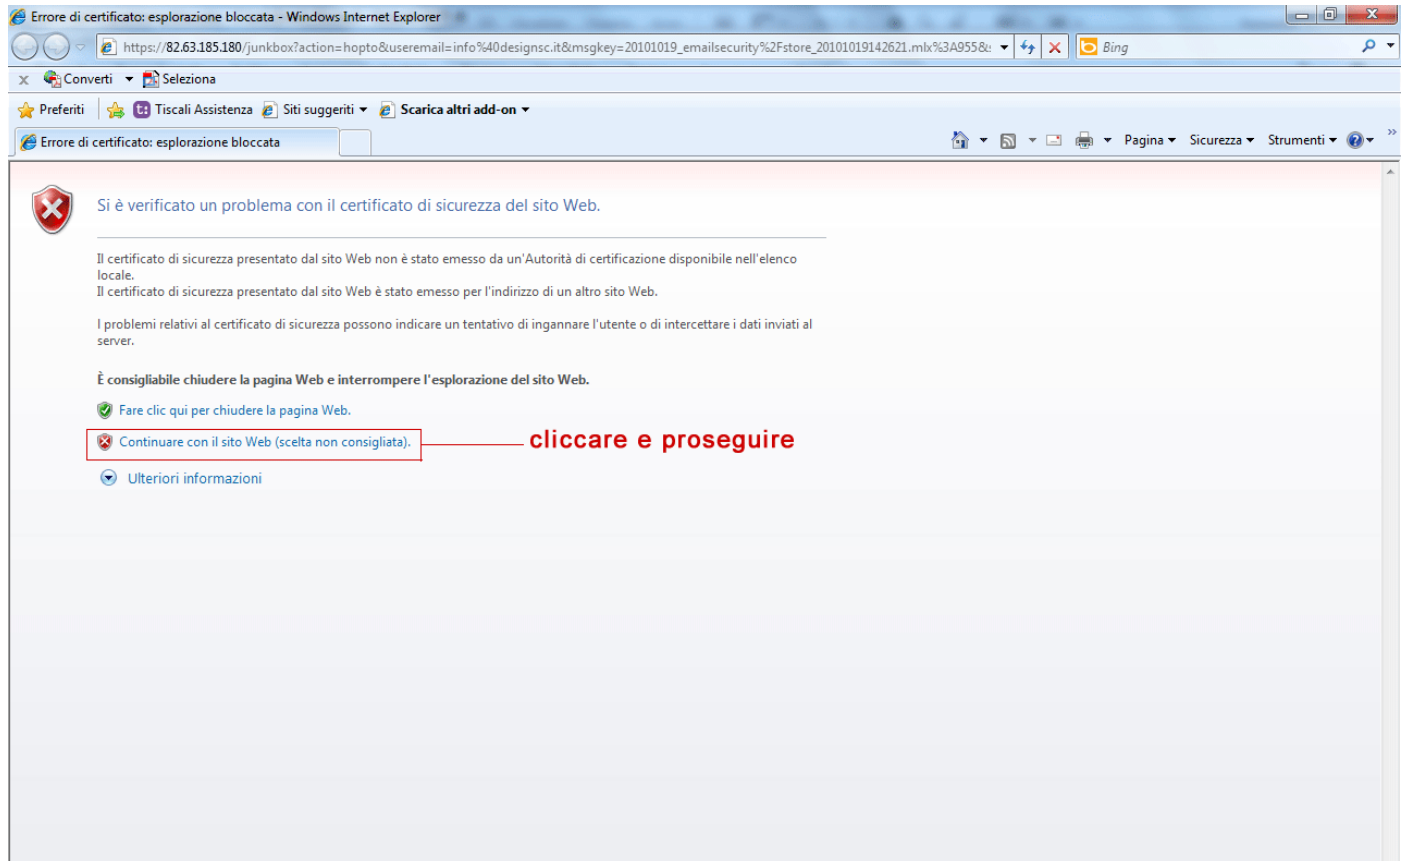 Errore di certificato: esplorazione bloccata - Windows Internet Explorer
https://82.63.185.180/junkbox?action=hopto&useremail=info%40designsc.it&msgkey=20101019_emailsecurity%2Fstore_20101019142621.mlx%3A955&
Bing
x Converti Seleziona
Preferiti Tiscali Assistenza Siti suggeriti Scarica altri add-on
Errore di certificato: esplorazione bloccata
Pagina Sicurezza Strumenti
Si è verificato un problema con il certificato di sicurezza del sito Web.
Il certificato di sicurezza presentato dal sito Web non è stato emesso da un'Autorità di certificazione disponibile nell'elenco
locale.
Il certificato di sicurezza presentato dal sito Web è stato emesso per l'indirizzo di un altro sito Web.
I problemi relativi al certificato di sicurezza possono indicare un tentativo di ingannare l'utente o di intercettare i dati inviati al
server.
È consigliabile chiudere la pagina Web e interrompere l'esplorazione del sito Web.
Fare clic qui per chiudere la pagina Web.
Continuare con il sito Web (scelta non consigliata).
cliccare e proseguire
Ulteriori informazioni